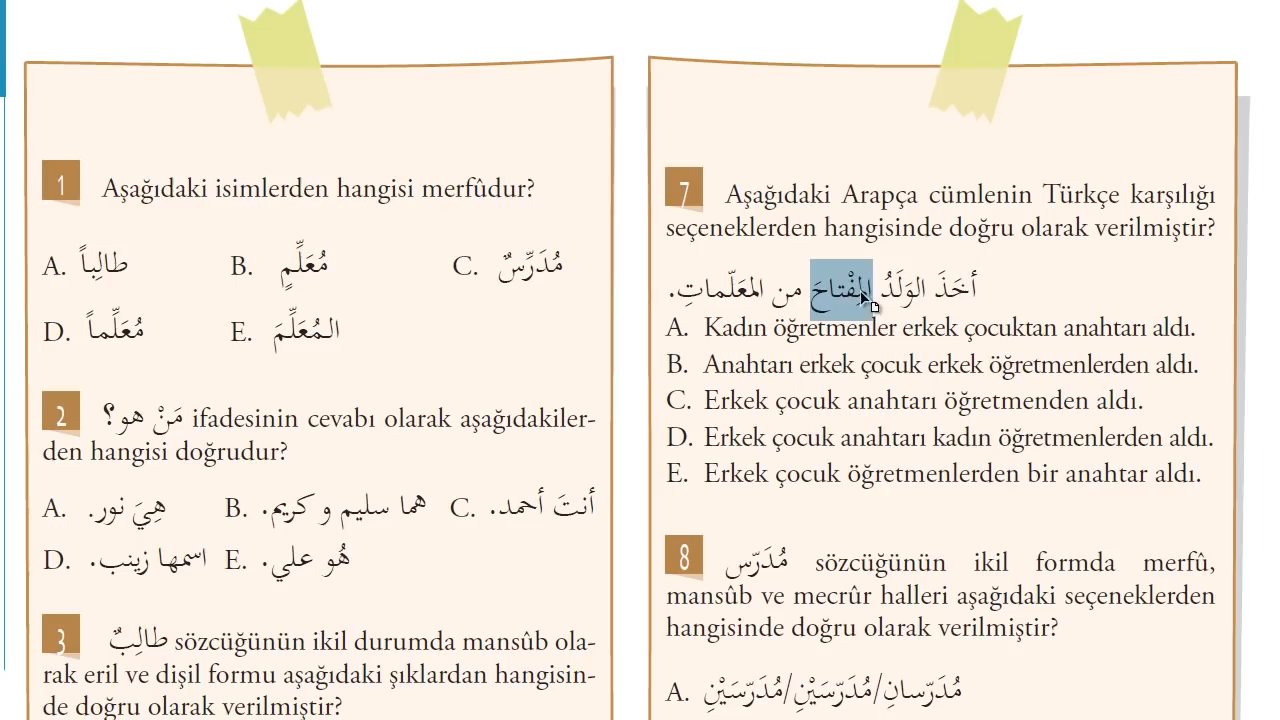 1 Aşağıdaki isimlerden hangisi merfûdur?
A. طالِباً B. مُعَلِّمٍ C. مُدَرِّسٌ
D. مُعَلِّماً E. المُعَلِّمَ
2 مَنْ هو؟ ifadesinin cevabı olarak aşağıdakiler-
den hangisi doğrudur?
A. هِيَ نور. B. هما سليم و كريم. C. أنتَ أحمد.
D. اسمها زينب. E. هُو علي.
3 طالِبٌ sözcüğünün ikil durumda mansûb ola-
rak eril ve dişil formu aşağıdaki şıklardan hangisin-
de doğru olarak verilmiştir?
7 Aşağıdaki Arapça cümlenin Türkçe karşılığı
seçeneklerden hangisinde doğru olarak verilmiştir?
أخَذَ الوَلَدُ المِفْتاحَ من المعَلّماتِ.
A. Kadın öğretmenler erkek çocuktan anahtarı aldı.
B. Anahtarı erkek çocuk erkek öğretmenlerden aldı.
C. Erkek çocuk anahtarı öğretmenden aldı.
D. Erkek çocuk anahtarı kadın öğretmenlerden aldı.
E. Erkek çocuk öğretmenlerden bir anahtar aldı.
8 مُدَرّس sözcüğünün ikil formda merfû,
mansûb ve mecrûr halleri aşağıdaki seçeneklerden
hangisinde doğru olarak verilmiştir?
A. مُدَرّسانِ/مُدَرّسَيْنِ/مُدَرّسَيْنِ